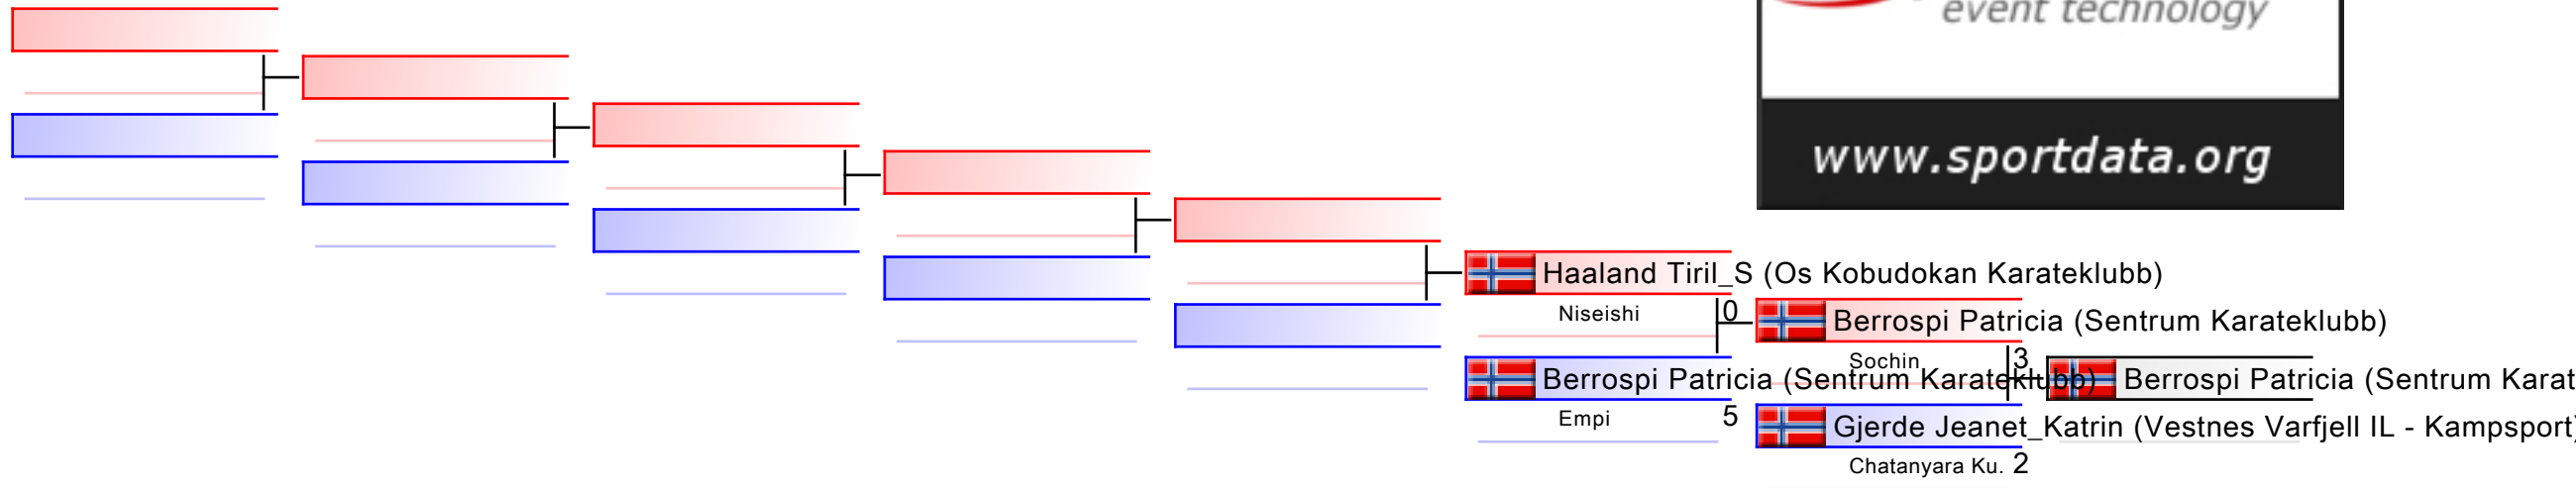 event technology
www.sportdata.org
Haaland Tiril_S (Os Kobudokan Karateklubb)
Niseishi
0
Berrospi Patricia (Sentrum Karateklubb)
Sochin
3
Berrospi Patricia (Sentrum Karateklubb)
Berrospi Patricia (Sentrum Karat
Empi
5
Gjerde Jeanet_Katrin (Vestnes Varfjell IL - Kampsport)
Chatanyara Ku.
2